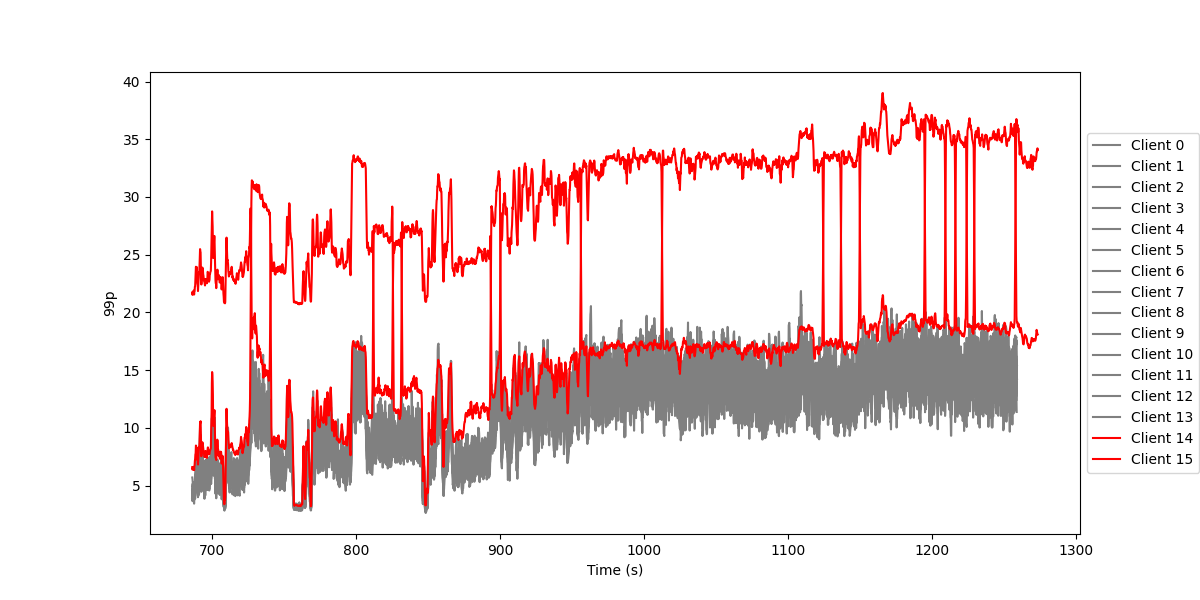 99p
40
35
30
25
20
15
10
5
700 800 900 1000 1100 1200 1300
Time (s)
Client 0
Client 1
Client 2
Client 3
Client 4
Client 5
Client 6
Client 7
Client 8
Client 9
Client 10
Client 11
Client 12
Client 13
Client 14
Client 15